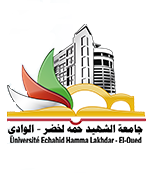 جامعة الشهيد حمه لخضر - الوادي
Université Echahid Hamma Lakhdar - El-Oued